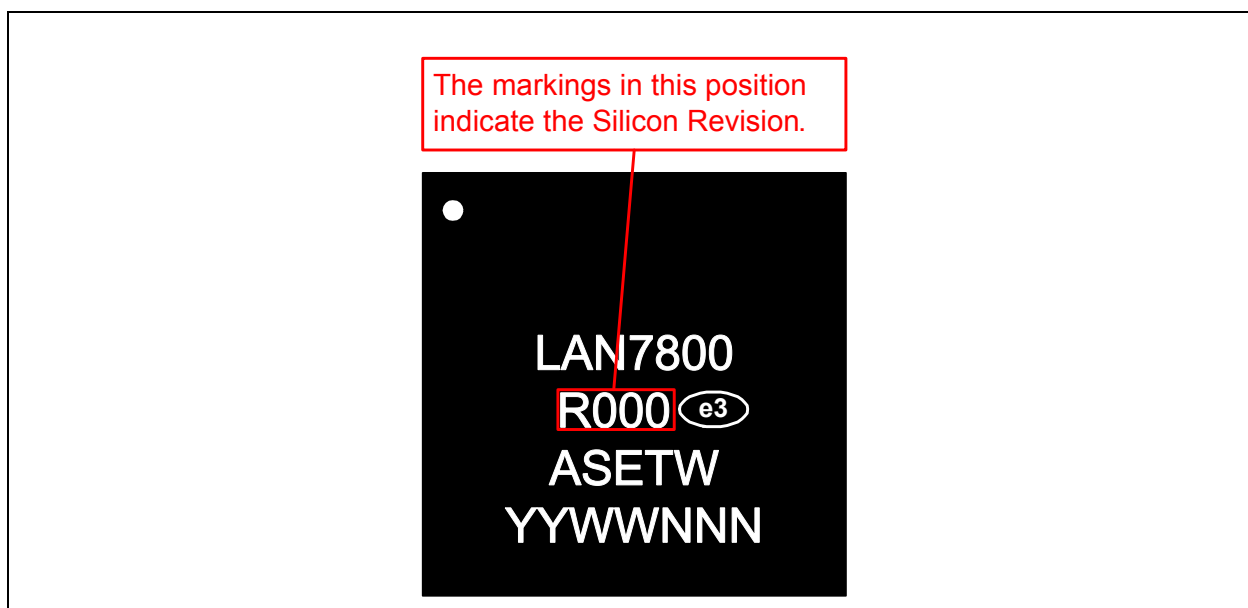 The markings in this position
indicate the Silicon Revision.
LAN7800
R000 e3
ASETW
YYWWNNN